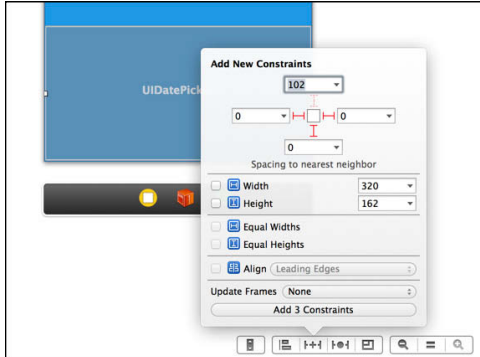 Add New Constraints
102
UIDatePick
0
0
0
Spacing to nearest neighbor
Width
320
Height
162
Equal Widths
Equal Heights
Align
Leading Edges
Update Frames
None
Add 3 Constraints